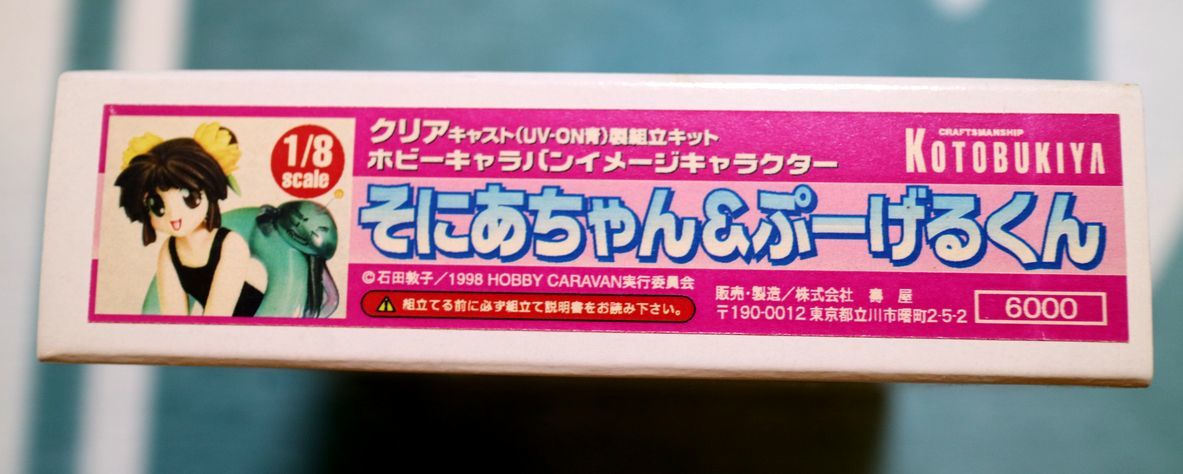 1/8
scale
クリアキャスト(UV-ON青)製組立キット
ホビーキャラバンイメージキャラクター
CRAFTSMANSHIP
KOTOBUKIYA
そにあちゃん&ぷーげるくん
©石田敦子/1998 HOBBY CARAVAN実行委員会
組立てる前に必ず組立て説明書をお読み下さい。
販売・製造/株式会社 壽屋
〒190-0012 東京都立川市曙町2-5-2
6000